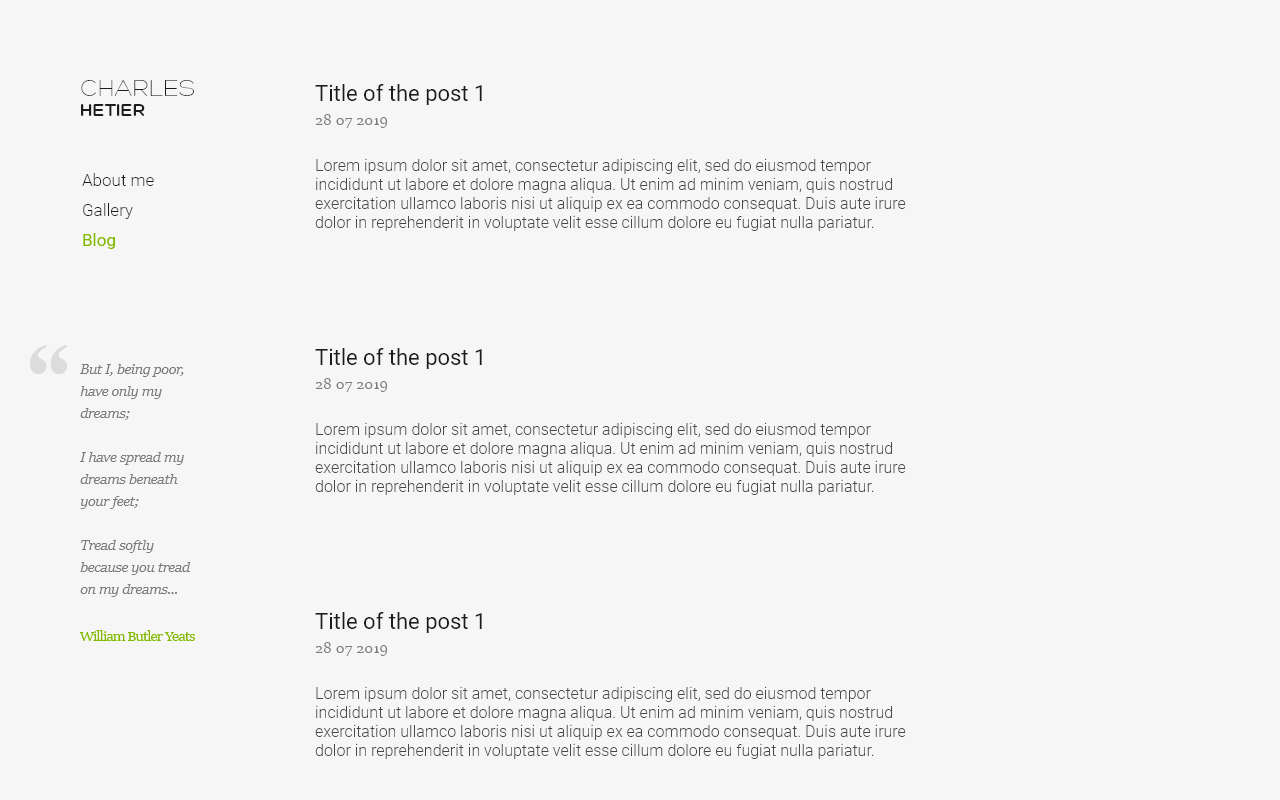 CHARLES
HETIER
About me
Gallery
Blog
“
But I, being poor,
have only my
dreams;
I have spread my
dreams beneath
your feet;
Tread softly
because you tread
on my dreams...
William Butler Yeats
Title of the post 1
28 07 2019
Lorem ipsum dolor sit amet, consectetur adipiscing elit, sed do eiusmod tempor
incididunt ut labore et dolore magna aliqua. Ut enim ad minim veniam, quis nostrud
exercitation ullamco laboris nisi ut aliquip ex ea commodo consequat. Duis aute irure
dolor in reprehenderit in voluptate velit esse cillum dolore eu fugiat nulla pariatur.
Title of the post 1
28 07 2019
Lorem ipsum dolor sit amet, consectetur adipiscing elit, sed do eiusmod tempor
incididunt ut labore et dolore magna aliqua. Ut enim ad minim veniam, quis nostrud
exercitation ullamco laboris nisi ut aliquip ex ea commodo consequat. Duis aute irure
dolor in reprehenderit in voluptate velit esse cillum dolore eu fugiat nulla pariatur.
Title of the post 1
28 07 2019
Lorem ipsum dolor sit amet, consectetur adipiscing elit, sed do eiusmod tempor
incididunt ut labore et dolore magna aliqua. Ut enim ad minim veniam, quis nostrud
exercitation ullamco laboris nisi ut aliquip ex ea commodo consequat. Duis aute irure
dolor in reprehenderit in voluptate velit esse cillum dolore eu fugiat nulla pariatur.